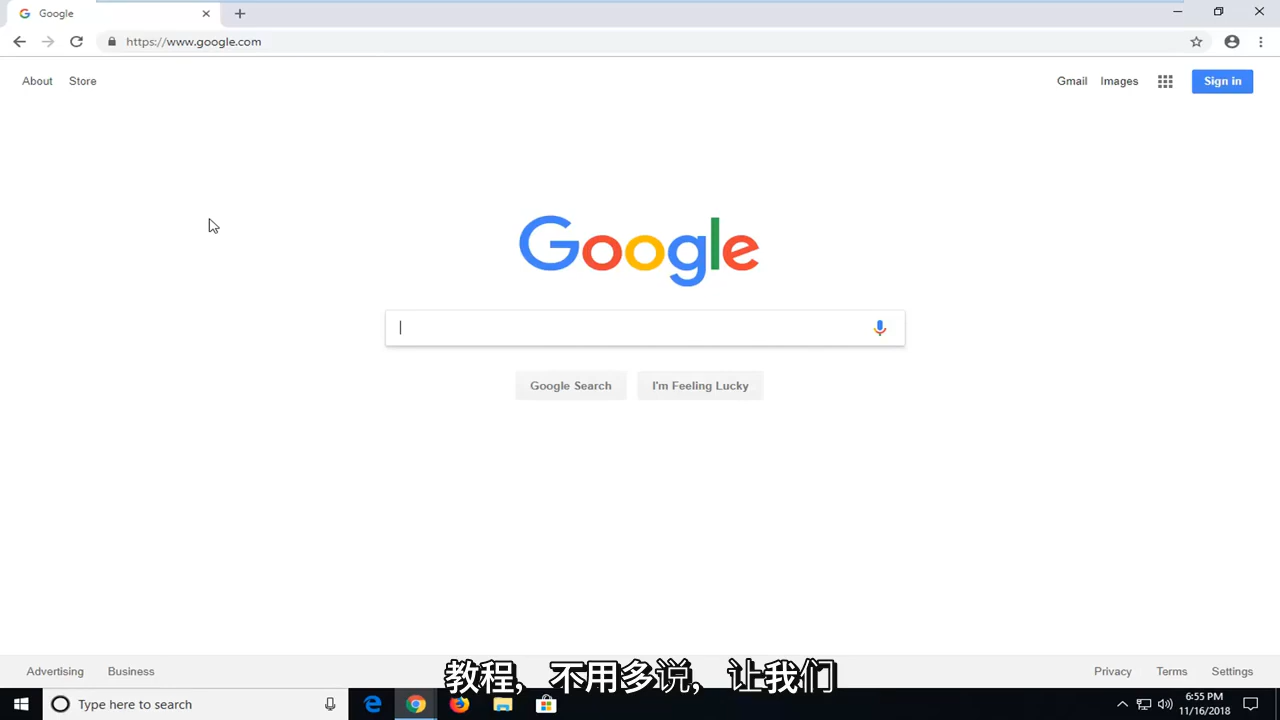 Google
https://www.google.com
About Store
Gmail Images Sign in
Google
Google Search I'm Feeling Lucky
Advertising Business
Privacy Terms Settings
教程，不用多说，让我们
Type here to search
6:55 PM
11/16/2018